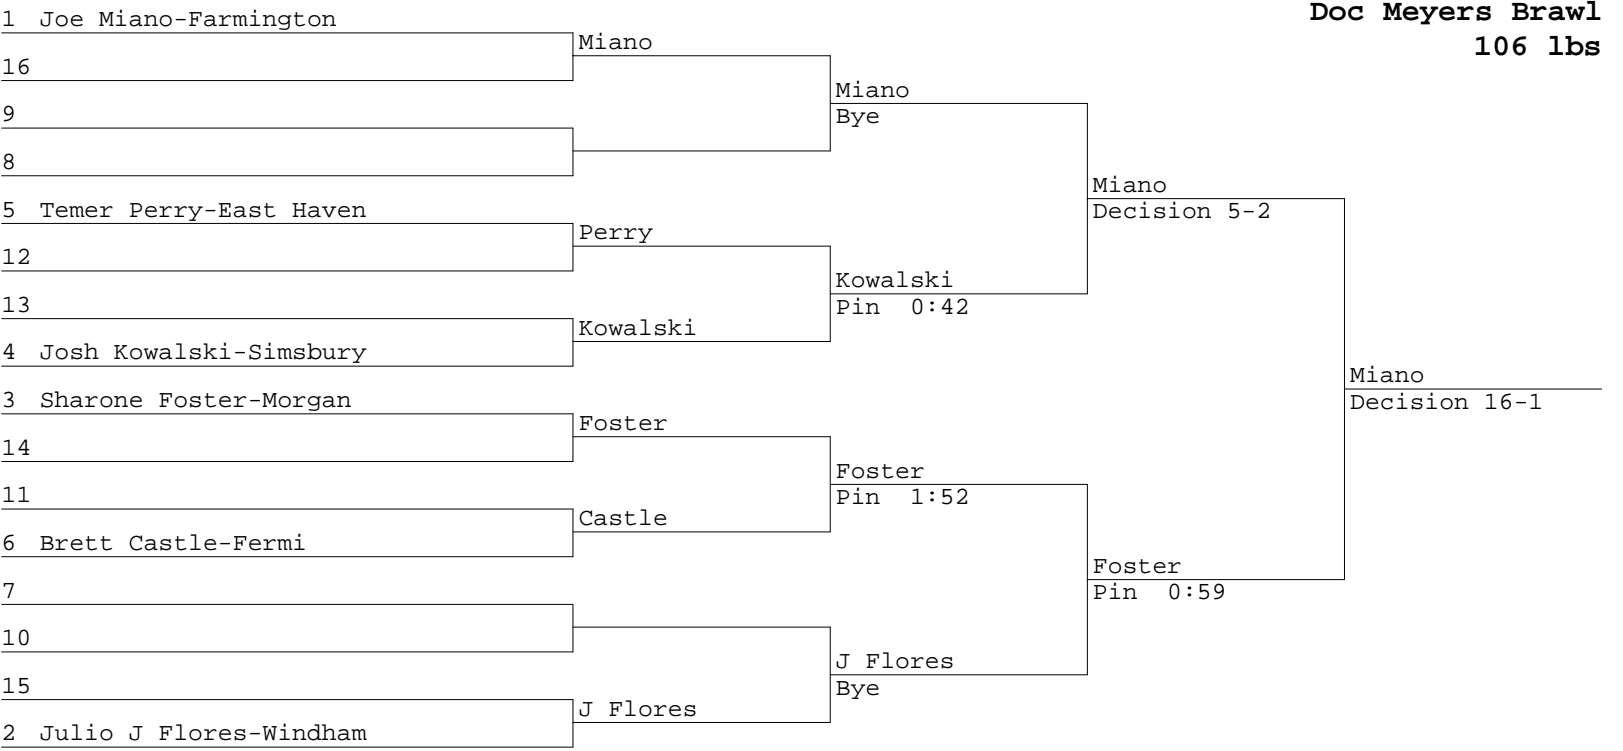 Doc Meyers Brawl
106 lbs
1 Joe Miano-Farmington
Miano
16
Miano
Bye
9
8
Miano
Decision 5-2
5 Temer Perry-East Haven
Perry
12
Kowalski
Pin 0:42
13
Kowalski
4 Josh Kowalski-Simsbury
Miano
Decision 16-1
3 Sharone Foster-Morgan
Foster
14
Foster
Pin 1:52
11
Castle
6 Brett Castle-Fermi
Foster
Pin 0:59
7
10
J Flores
Bye
15
J Flores
2 Julio J Flores-Windham